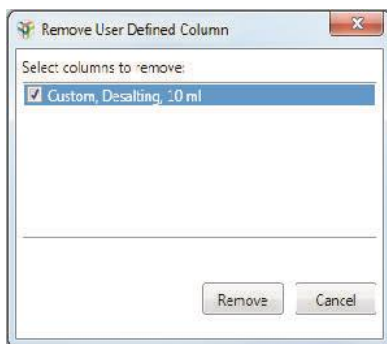 Remove User Defined Column
Select columns to remove:
Custom, Desalting, 10 ml
Remove Cancel